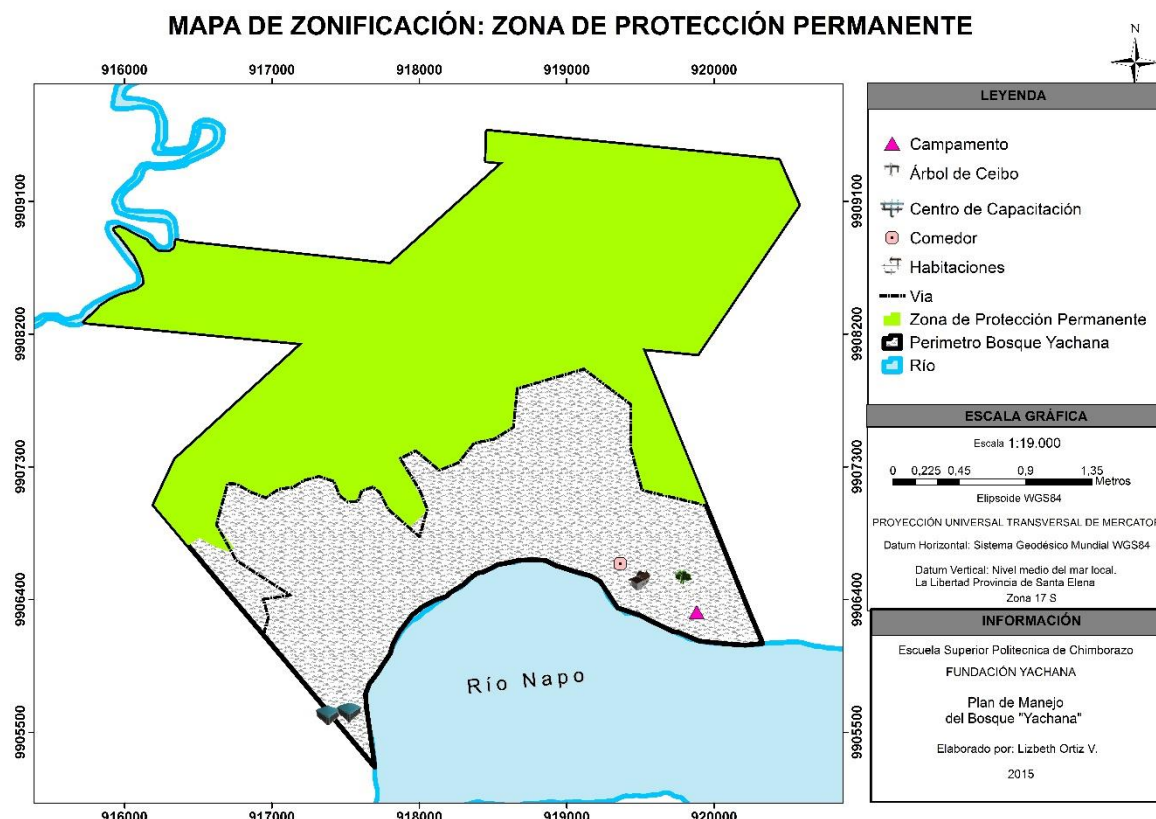 MAPA DE ZONIFICACIÓN: ZONA DE PROTECCIÓN PERMANENTE
N
916000 917000 918000 919000 920000
9909100 9909100
9908200 9908200
9907300 9907300
9906400 9906400
9905500 9905500
Río Napo
916000 917000 918000 919000 920000
LEYENDA
Campamento
Árbol de Ceibo
Centro de Capacitación
Comedor
Habitaciones
Via
Zona de Protección Permanente
Perimetro Bosque Yachana
Río
ESCALA GRÁFICA
Escala 1:19.000
0 0,225 0,45 0,9 1,35
Metros
Elipsoide WGS84
PROYECCIÓN UNIVERSAL TRANSVERSAL DE MERCATOR
Datum Horizontal: Sistema Geodésico Mundial WGS84
Datum Vertical: Nivel medio del mar local.
La Libertad Provincia de Santa Elena
Zona 17 S
INFORMACIÓN
Escuela Superior Politecnica de Chimborazo
FUNDACIÓN YACHANA
Plan de Manejo
del Bosque "Yachana"
Elaborado por: Lizbeth Ortiz V.
2015